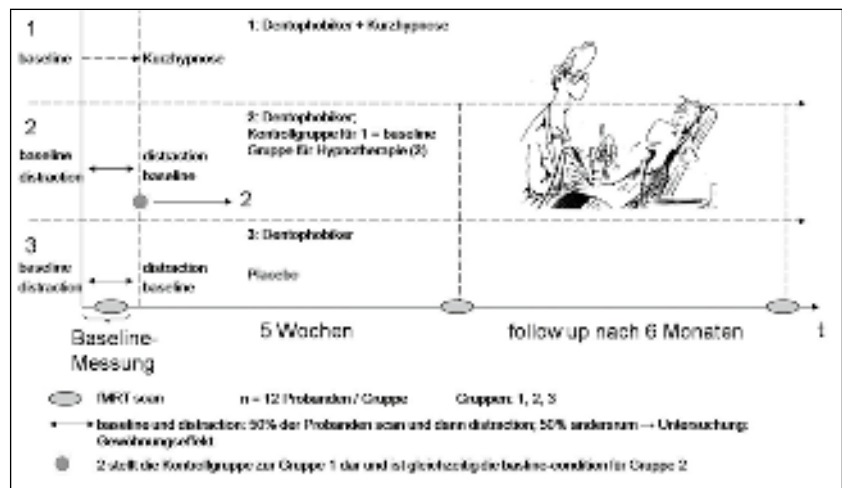 1
1: Dentophobiker + Kurzhypnose
baseline
Kurzhypnose
2
2: Dentophobiker;
Kontrollgruppe für 1 – baseline
Gruppe für Hypnotherapie (2)
baseline
distraction
distraction
baseline
2
3
3: Dentophobiker
baseline
distraction
distraction
baseline
Placebo
Baseline-
Messung
5 Wochen
follow up nach 6 Monaten
t
fMRT scan
n – 12 Probanden / Gruppe
Gruppen: 1, 2, 3
baseline und distraction: 50% der Probanden scan und dann distraction; 50% andersrum → Untersuchung:
Gewöhnungseffekt
2 stellt die Kontrollgruppe zur Gruppe 1 dar und ist gleichzeitig die basline-condition für Gruppe 2